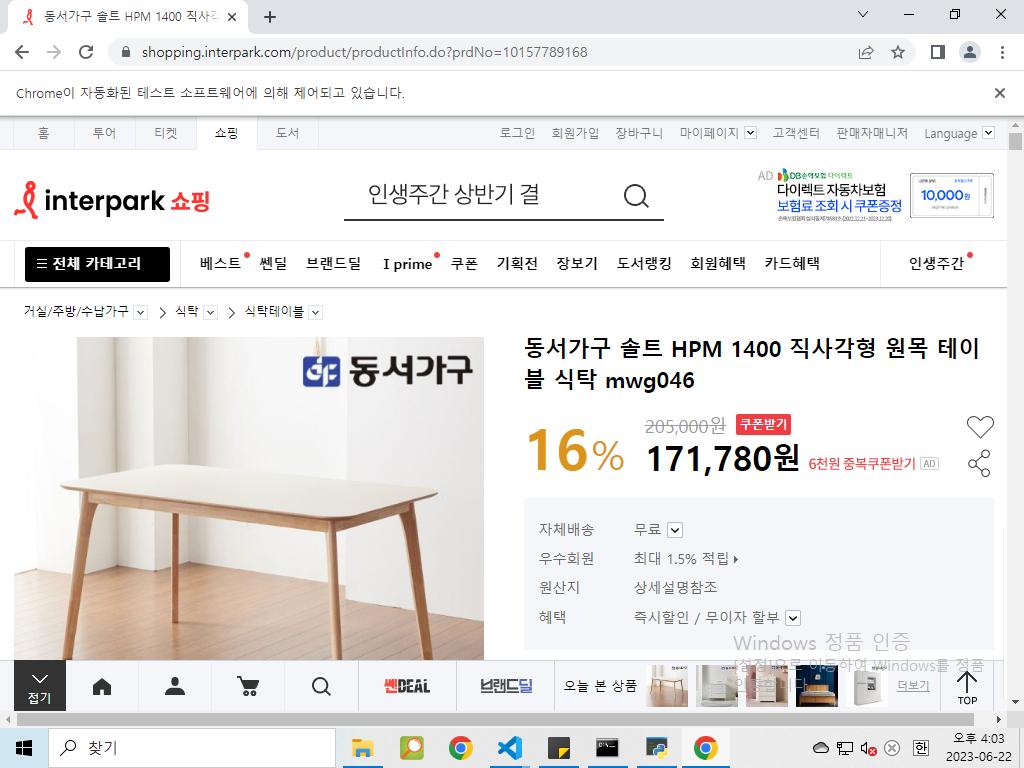 동서가구 솔트 HPM 1400 직사각
shopping.interpark.com/product/productInfo.do?prdNo=10157789168
Chrome이 자동화된 테스트 소프트웨어에 의해 제어되고 있습니다.
홈 투어 티켓 쇼핑 도서 로그인 회원가입 장바구니 마이페이지 고객센터 판매자매니저 Language
interpark 쇼핑
인생주간 상반기 결
AD DB손해보험 다이렉트
다이렉트 자동차보험
보험료 조회 시 쿠폰증정
10,000원
전체 카테고리 베스트 쎈딜 브랜드딜 I prime 쿠폰 기획전 장보기 도서랭킹 회원혜택 카드혜택 인생주간
거실/주방/수납가구 식탁 식탁테이블
동서가구
동서가구 솔트 HPM 1400 직사각형 원목 테이
블 식탁 mwg046
205,000원 쿠폰받기
16% 171,780원 6천원 중복쿠폰받기 AD
자체배송 무료
우수회원 최대 1.5% 적립
원산지 상세설명참조
혜택 즉시할인 / 무이자 할부
Windows 정품 인증
[설정]으로 이동하여 Windows를 정품
인증합니다.
접기 쎈DEAL 브랜드딜 오늘 본 상품 더보기 TOP
찾기
한
오후 4:03
2023-06-22